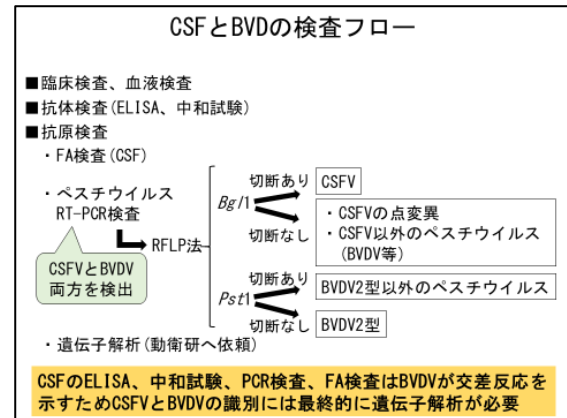 CSFとBVDの検査フロー
■臨床検査、血液検査
■抗体検査(ELISA、中和試験)
■抗原検査
・FA検査(CSF)
・ペスチウイルス
RT-PCR検査
CSFVとBVDV
両方を検出
RFLP法
Bgl1
切断あり
CSFV
切断なし
・CSFVの点変異
・CSFV以外のペスチウイルス
(BVDV等)
Pst1
切断あり
BVDV2型以外のペスチウイルス
切断なし
BVDV2型
・遺伝子解析(動衛研へ依頼)
CSFのELISA、中和試験、PCR検査、FA検査はBVDVが交差反応を
示すためCSFVとBVDVの識別には最終的に遺伝子解析が必要